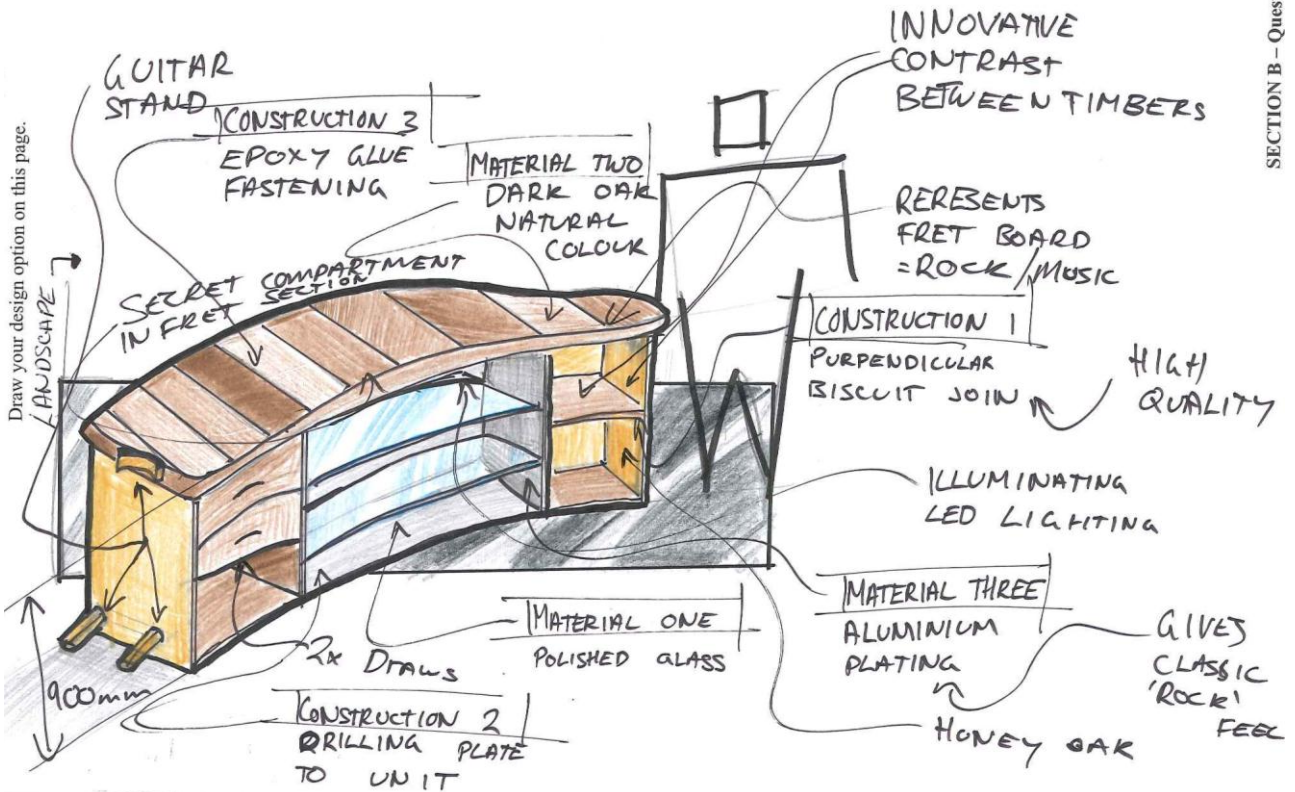 Draw your design option on this page.
LANDSCAPE
SECTION B – Ques
GUITAR
STAND
CONSTRUCTION 3
EPOXY GLUE
FASTENING
MATERIAL TWO
DARK OAK
NATURAL
COLOUR
SECRET COMPARTMENT
IN FRET SECTION
INNOVATIVE
CONTRAST
BETWEEN TIMBERS
RERESENTS
FRET BOARD
=ROCK/MUSIC
CONSTRUCTION 1
PURPENDICULAR
BISCUIT JOIN
HIGH
QUALITY
ILLUMINATING
LED LIGHTING
MATERIAL THREE
ALUMINIUM
PLATING
GIVES
CLASSIC
'ROCK'
FEEL
HONEY OAK
MATERIAL ONE
POLISHED GLASS
2x DRAWS
900mm
CONSTRUCTION 2
DRILLING PLATE
TO UNIT